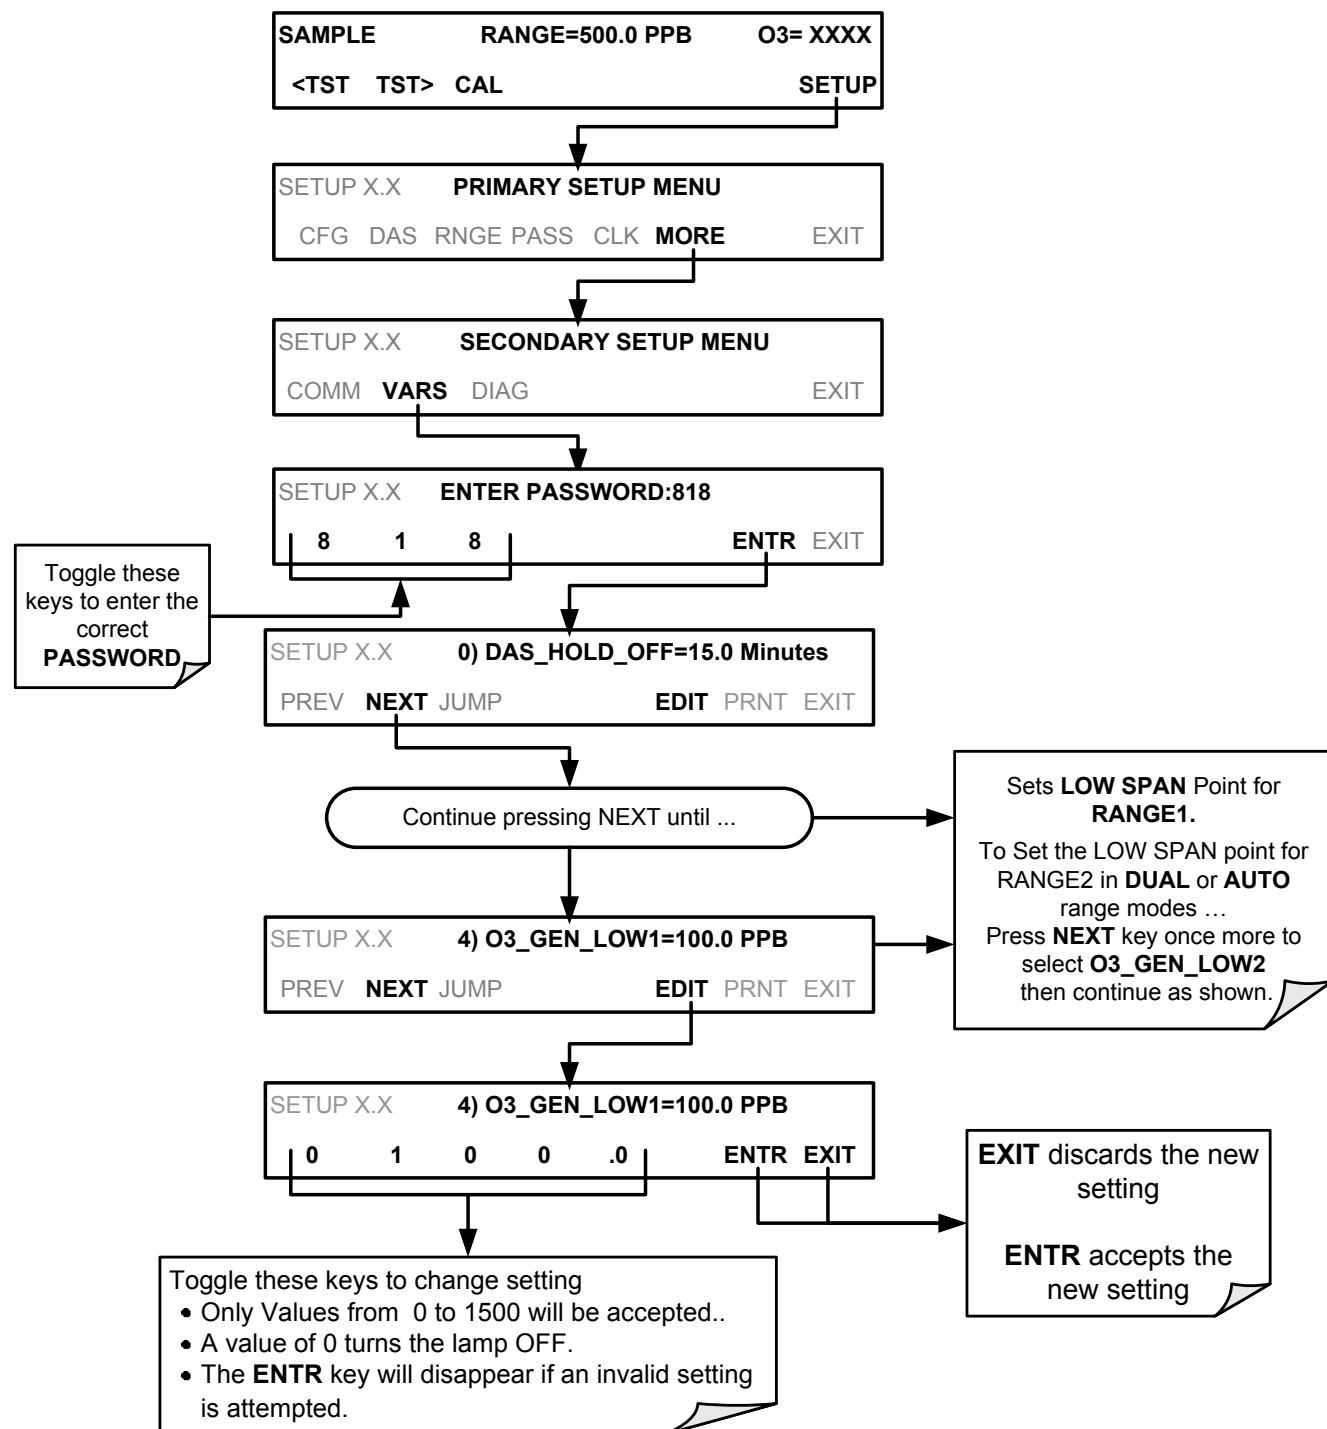 SAMPLE RANGE=500.0 PPB O3= XXXX
<TST TST> CAL SETUP
SETUP X.X PRIMARY SETUP MENU
CFG DAS RNGE PASS CLK MORE EXIT
SETUP X.X SECONDARY SETUP MENU
COMM VARS DIAG EXIT
SETUP X.X ENTER PASSWORD:818
8 1 8 ENTR EXIT
Toggle these
keys to enter the
correct
PASSWORD
SETUP X.X 0) DAS_HOLD_OFF=15.0 Minutes
PREV NEXT JUMP EDIT PRNT EXIT
Continue pressing NEXT until ...
Sets LOW SPAN Point for
RANGE1.
To Set the LOW SPAN point for
RANGE2 in DUAL or AUTO
range modes …
Press NEXT key once more to
select O3_GEN_LOW2
then continue as shown.
SETUP X.X 4) O3_GEN_LOW1=100.0 PPB
PREV NEXT JUMP EDIT PRNT EXIT
SETUP X.X 4) O3_GEN_LOW1=100.0 PPB
0 1 0 0 .0 ENTR EXIT
EXIT discards the new
setting
ENTR accepts the
new setting
Toggle these keys to change setting
• Only Values from 0 to 1500 will be accepted..
• A value of 0 turns the lamp OFF.
• The ENTR key will disappear if an invalid setting
is attempted.